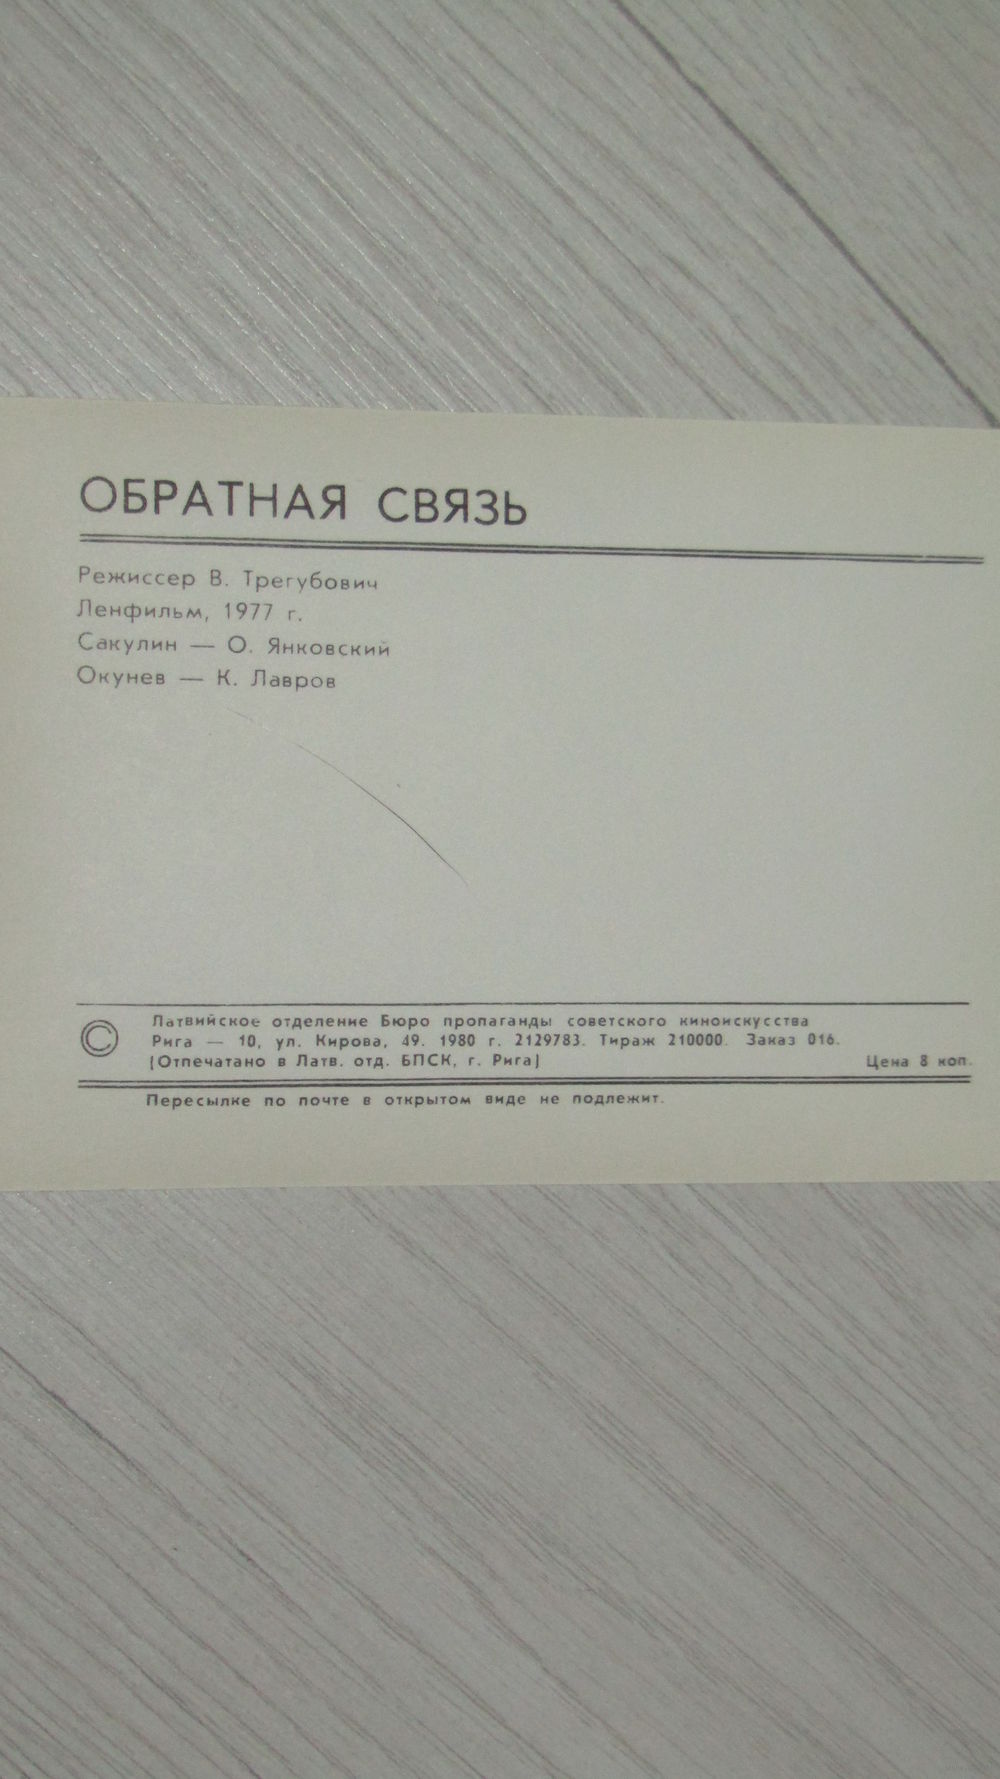 ОБРАТНАЯ СВЯЗЬ
Режиссер В. Трегубович
Ленфильм, 1977 г.
Сакулин — О. Янковский
Окунев — К. Лавров
© Латвийское отделение Бюро пропаганды советского киноискусства
Рига — 10, ул. Кирова, 49. 1980 г. 2129783. Тираж 210000. Заказ 016.
(Отпечатано в Латв. отд. БПСК, г. Рига) Цена 8 коп.
Пересылке по почте в открытом виде не подлежит.